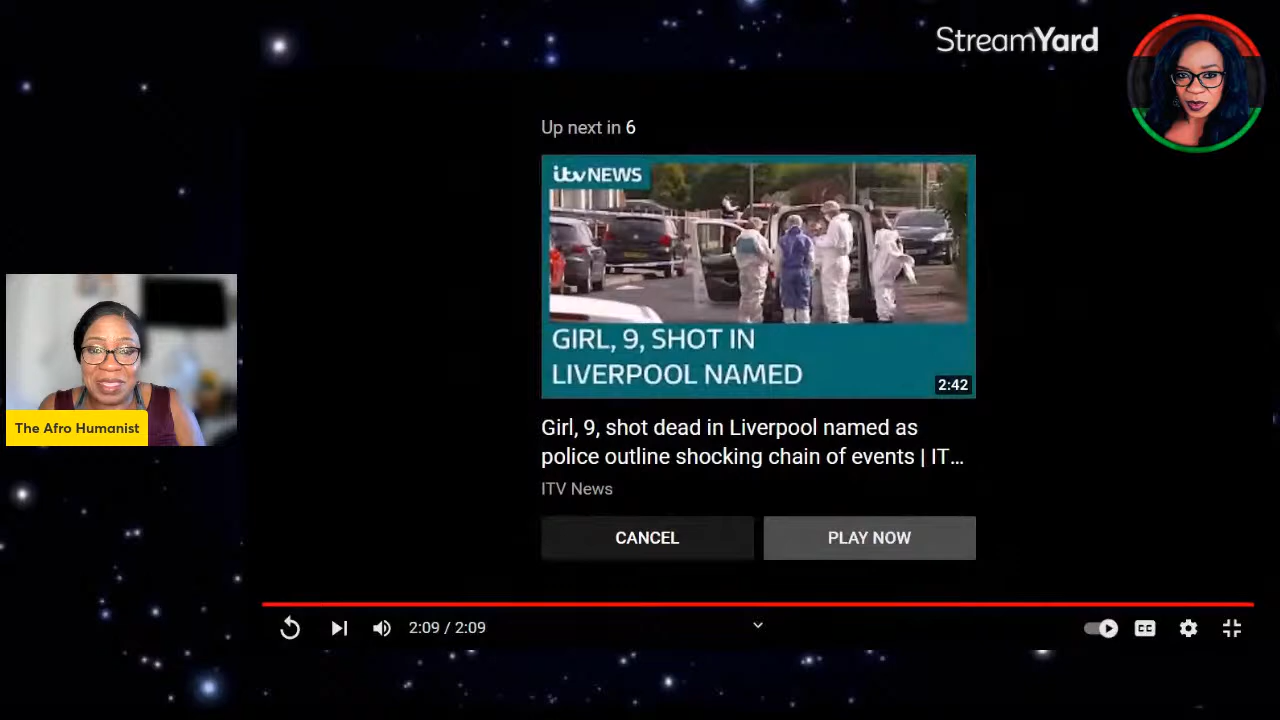 StreamYard
Up next in 6
itv NEWS
GIRL, 9, SHOT IN
LIVERPOOL NAMED
2:42
Girl, 9, shot dead in Liverpool named as
police outline shocking chain of events | IT...
ITV News
CANCEL
PLAY NOW
The Afro Humanist
2:09 / 2:09
CC